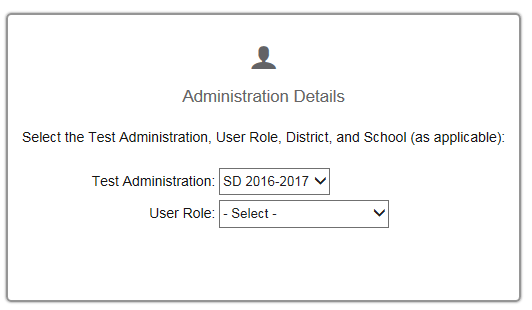 Administration Details
Select the Test Administration, User Role, District, and School (as applicable):
Test Administration: SD 2016-2017
User Role: - Select -